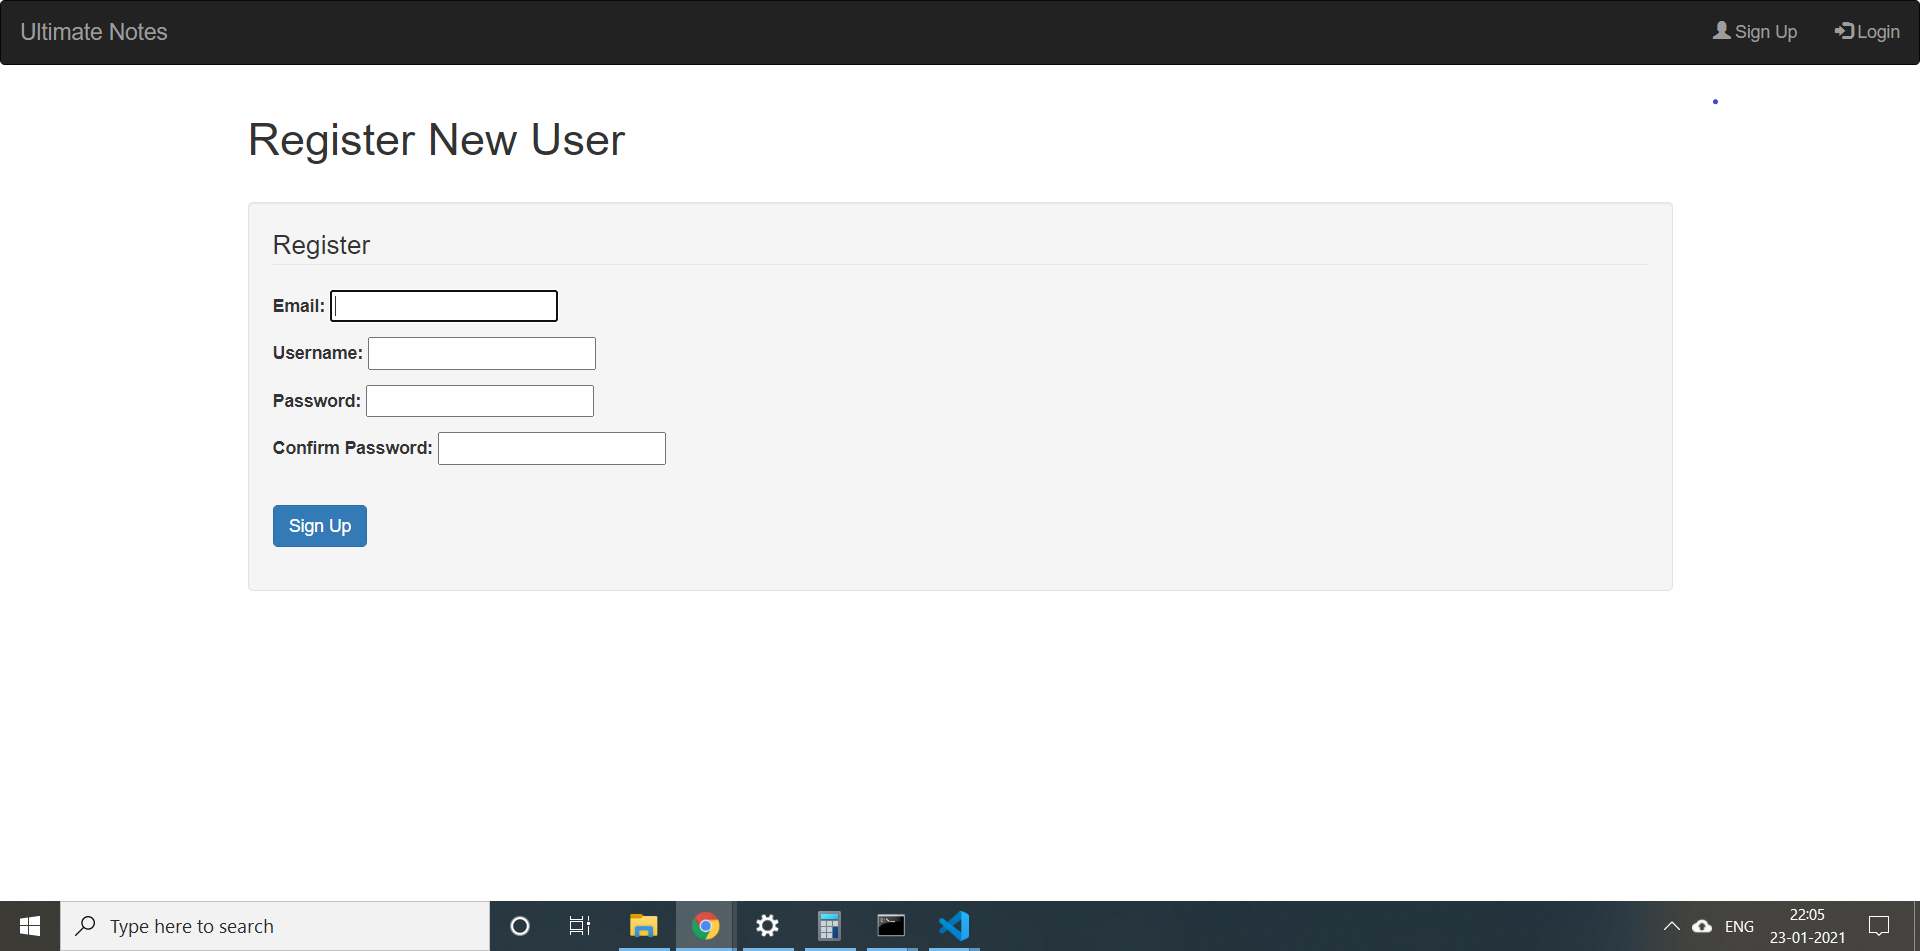 Ultimate Notes
Sign Up
Login
Register New User
Register
Email:
Username:
Password:
Confirm Password:
Sign Up
Type here to search
ENG
22:05
23-01-2021